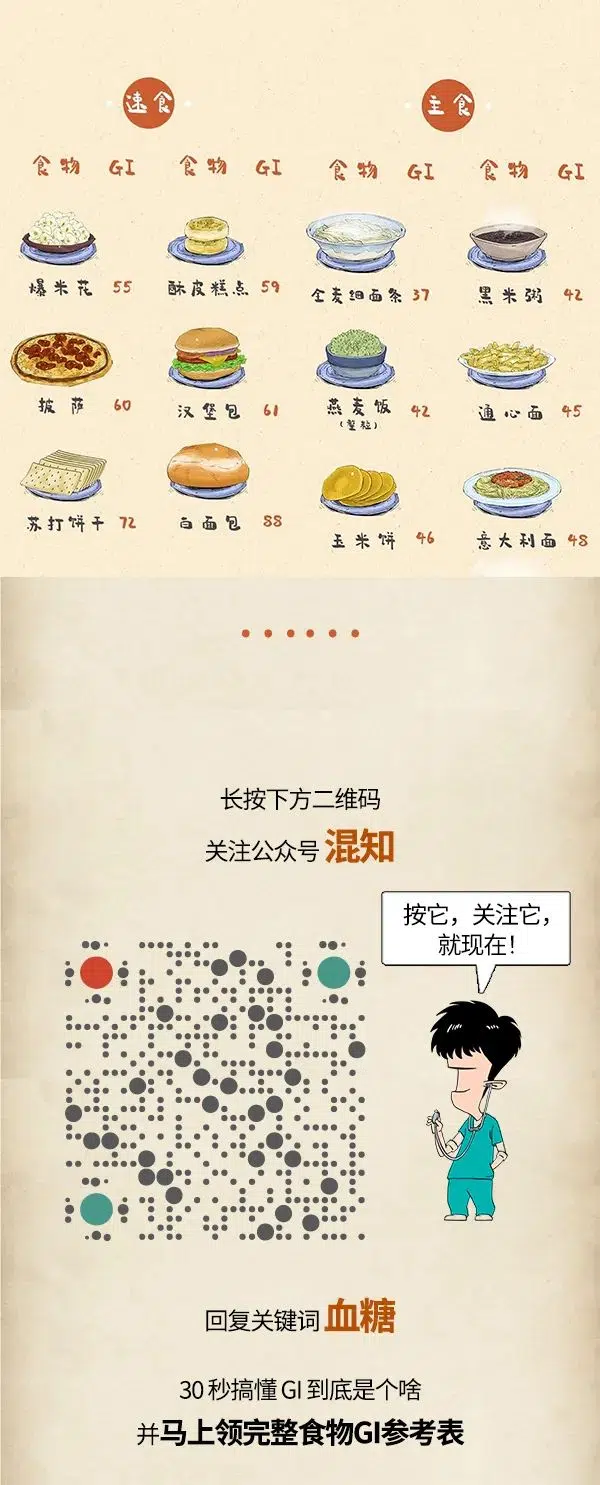 速食
主食
食物 GI 食物 GI 食物 GI 食物 GI
爆米花 55 酥皮糕点 59 全麦细面条 37 黑米粥 42
披萨 60 汉堡包 61 燕麦饭 42 通心面 45
(整粒)
苏打饼干 72 白面包 88 玉米饼 46 意大利面 48
长按下方二维码
关注公众号 混知
按它，关注它，
就现在！
回复关键词 血糖
30 秒搞懂 GI 到底是个啥
并马上领完整食物GI参考表